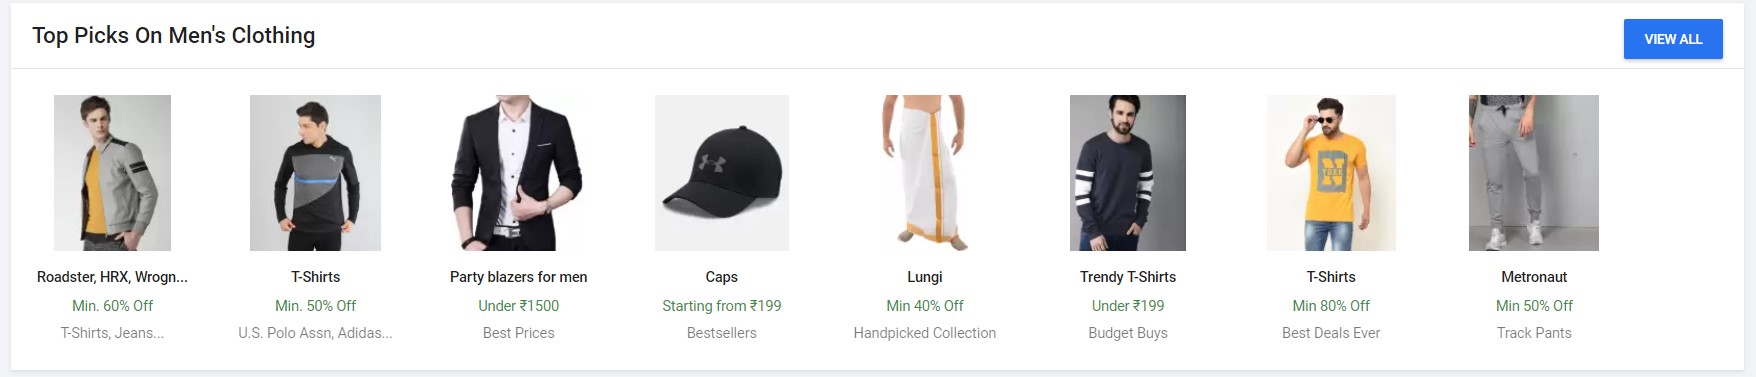 Top Picks On Men's Clothing
VIEW ALL
Roadster, HRX, Wrogn...
Min. 60% Off
T-Shirts, Jeans...
T-Shirts
Min. 50% Off
U.S. Polo Assn, Adidas...
Party blazers for men
Under ₹1500
Best Prices
Caps
Starting from ₹199
Bestsellers
Lungi
Min 40% Off
Handpicked Collection
Trendy T-Shirts
Under ₹199
Budget Buys
N
YORK
T-Shirts
Min 80% Off
Best Deals Ever
Metronaut
Min 50% Off
Track Pants